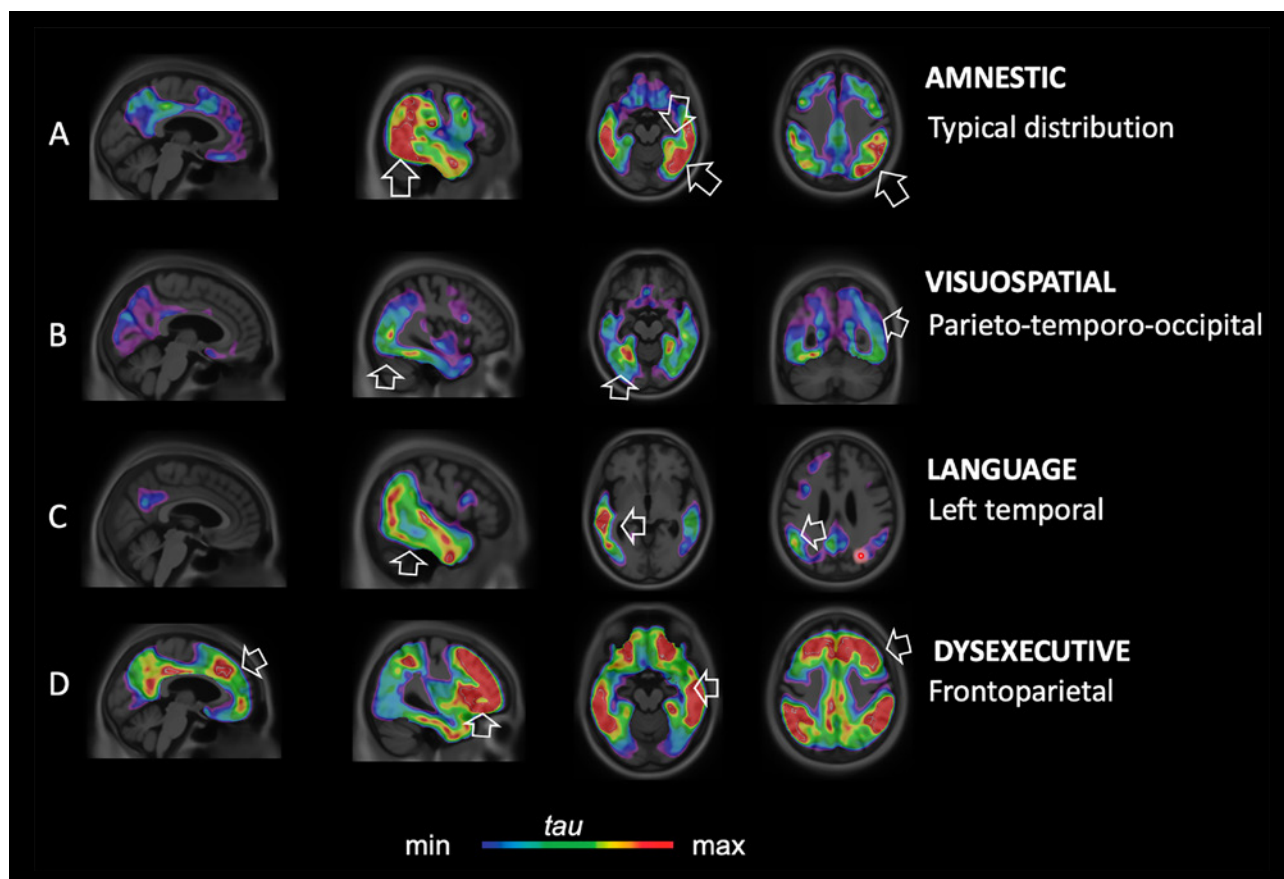 A
AMNESTIC
Typical distribution
B
VISUOSPATIAL
Parieto-temporo-occipital
C
LANGUAGE
Left temporal
D
DYSEXECUTIVE
Frontoparietal
tau
min
max